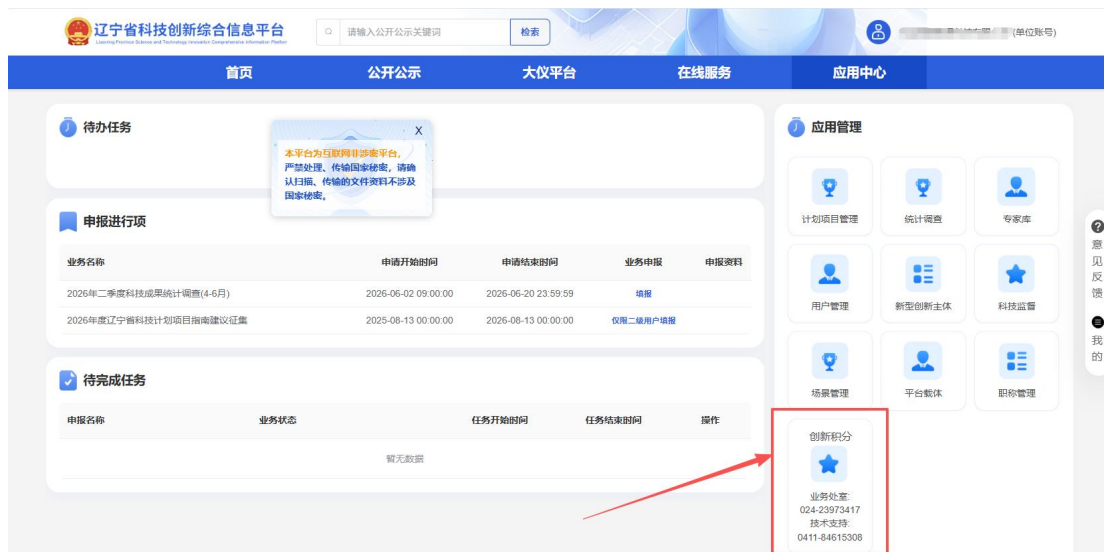 辽宁省科技创新综合信息平台
Liaoning Province Science and Technology Innovation Comprehensive Information Platform
请输入公开公示关键词
检索
(单位账号)
首页
公开公示
大仪平台
在线服务
应用中心
待办任务
X
本平台为互联网非涉密平台，
严禁处理、传输国家秘密，请确
认扫描、传输的文件资料不涉及
国家秘密。
申报进行项
业务名称 申请开始时间 申请结束时间 业务申报 申报资料
2026年二季度科技成果统计调查(4-6月) 2026-06-02 09:00:00 2026-06-20 23:59:59 填报
2026年度辽宁省科技计划项目指南建议征集 2025-08-13 00:00:00 2026-08-13 00:00:00 仅限二级用户填报
待完成任务
申报名称 业务状态 任务开始时间 任务结束时间 操作
暂无数据
应用管理
计划项目管理 统计调查 专家库
用户管理 新型创新主体 科技监督
场景管理 平台载体 职称管理
创新积分
业务处室:
024-23973417
技术支持:
0411-84615308
意
见
反
馈
我
的